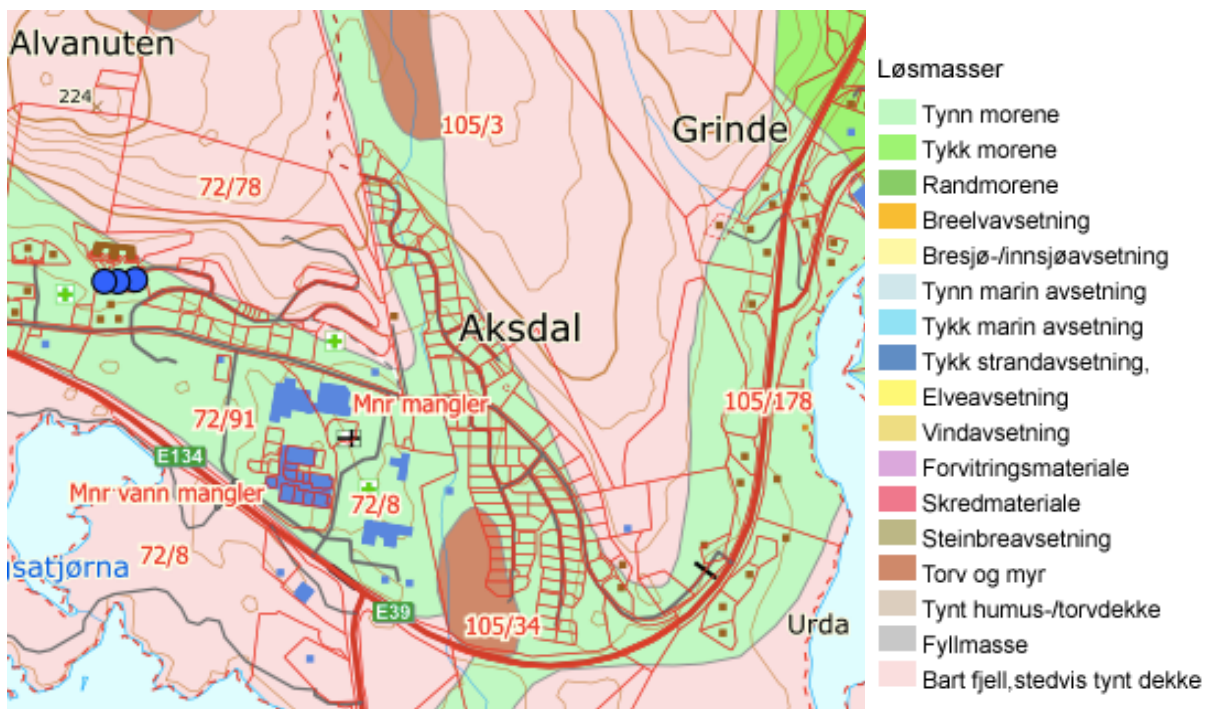 Alvanuten
224
105/3
Grinde
72/78
Aksdal
105/178
Mnr mangler
72/91
E134
Mnr vann mangler
72/8
72/8
gsatjørna
E39
105/34
Urda
Løsmasser
Tynn morene
Tykk morene
Randmorene
Breelvavsetning
Bresjø-/innsjøavsetning
Tynn marin avsetning
Tykk marin avsetning
Tykk strandavsetning,
Elveavsetning
Vindavsetning
Forvitringsmateriale
Skredmateriale
Steinbreavsetning
Torv og myr
Tynt humus-/torvdekke
Fyllmasse
Bart fjell,stedvis tynt dekke